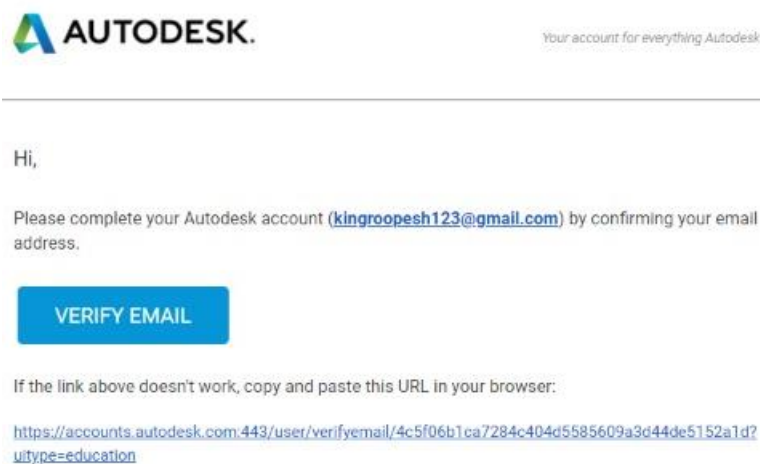 AUTODESK.
Your account for everything Autodesk
Hi,
Please complete your Autodesk account (kingroopesh123@gmail.com) by confirming your email
address.
VERIFY EMAIL
If the link above doesn't work, copy and paste this URL in your browser:
https://accounts.autodesk.com:443/user/verifyemail/4c5f06b1ca7284c404d5585609a3d44de5152a1d?
uitype=education